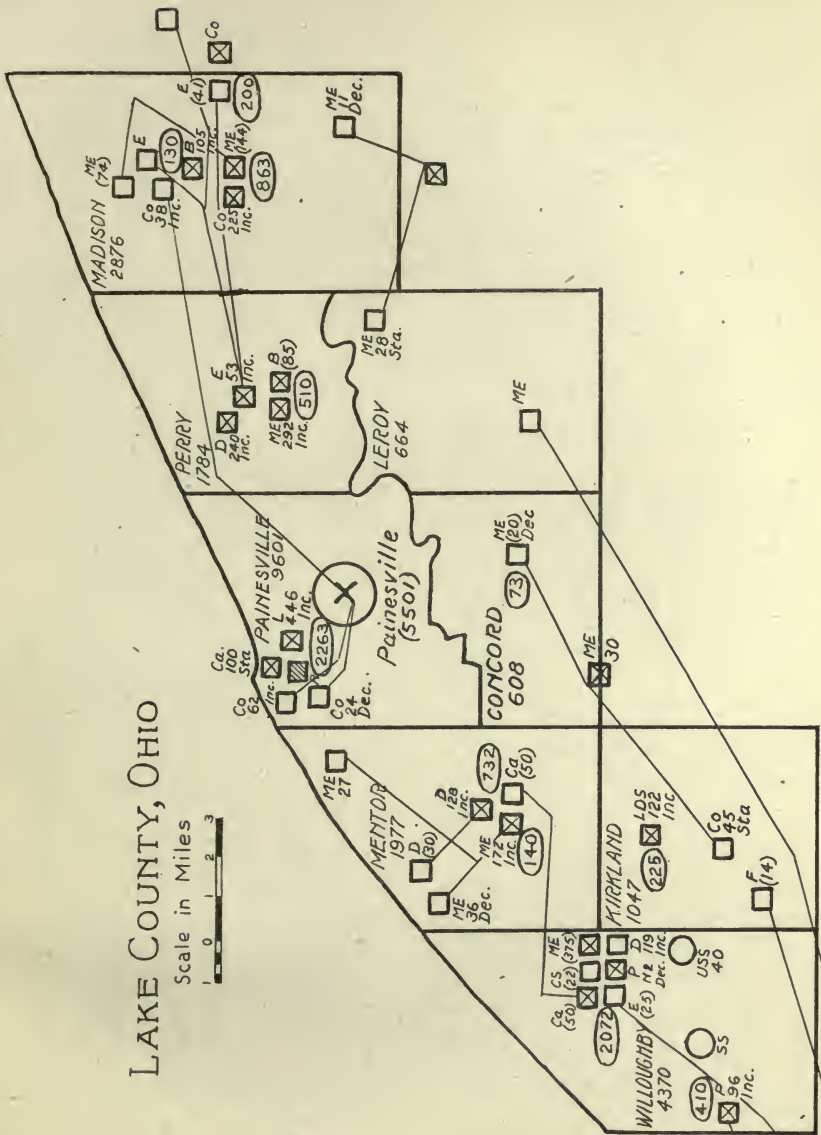 LAKE COUNTY, OHIO
Scale in Miles
1 0 1 2 3
MADISON
2876
ME
(74)
Co
38
Inc.
E
130
B
105
Inc.
Co
225
Inc.
ME
(144)
863
E
(41)
200
Co
ME
11
Dec.
PERRY
1784
D
240
Inc.
E
53
Inc.
ME
292
Inc.
B
(85)
510
LEROY
664
ME
28
Sta.
ME
PAINESVILLE
9601
Ca.
100
Sta
L
446
Inc.
Co
62
Inc.
Co
24
Dec.
2263
X
Painesville
(5501)
CONCORD
608
73
ME
(20)
Dec
ME
30
MENTOR
1977
ME
27
D
(30)
ME
36
Dec.
D
128
Inc.
732
ME
172
Inc.
Ca
(50)
140
KIRKLAND
1047
225
LDS
122
Inc
Co
45
Sta
F
(14)
WILLOUGHBY
4370
Ca
(50)
CS
(22)
ME
(375)
2072
E
(25)
P
Dec.
D
119
Inc.
USS
40
SS
410
P
96
Inc.